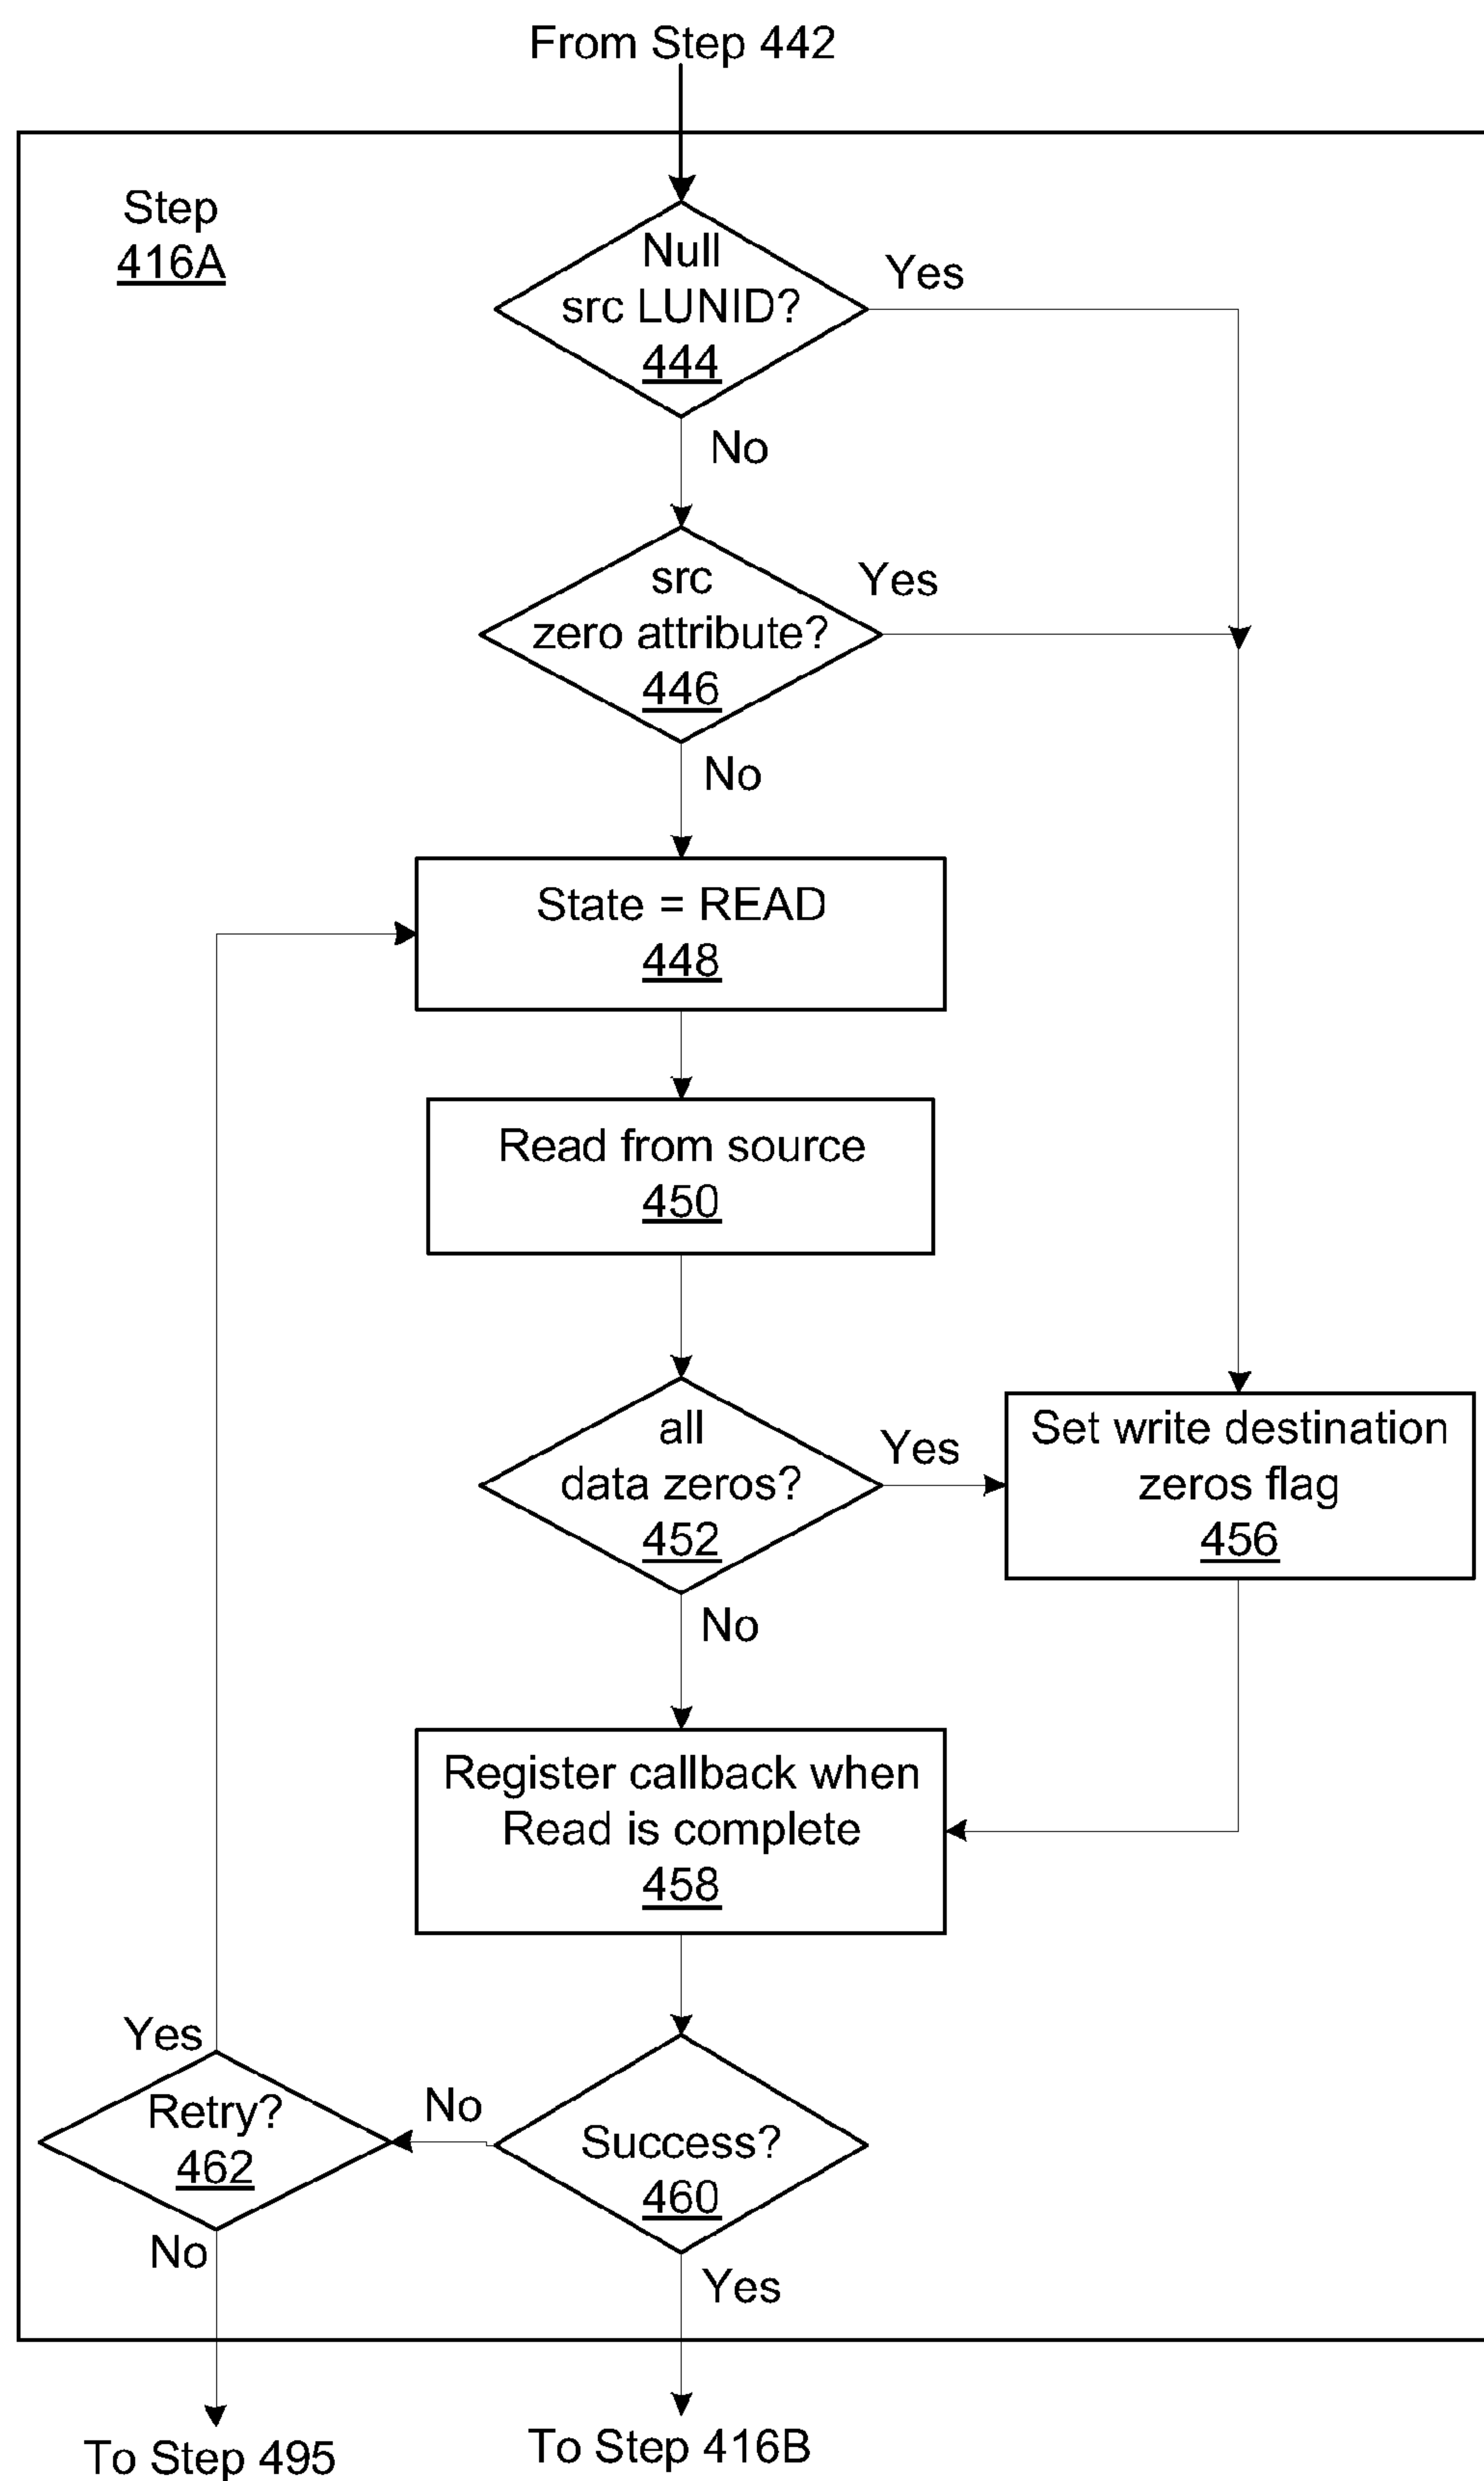 From Step 442
Step
416A
Null
src LUNID?
444
Yes
No
src
zero attribute?
446
Yes
No
State = READ
448
Read from source
450
all
data zeros?
452
Yes
Set write destination
zeros flag
456
No
Register callback when
Read is complete
458
Yes
Retry?
462
No
Success?
460
No
Yes
To Step 495
To Step 416B